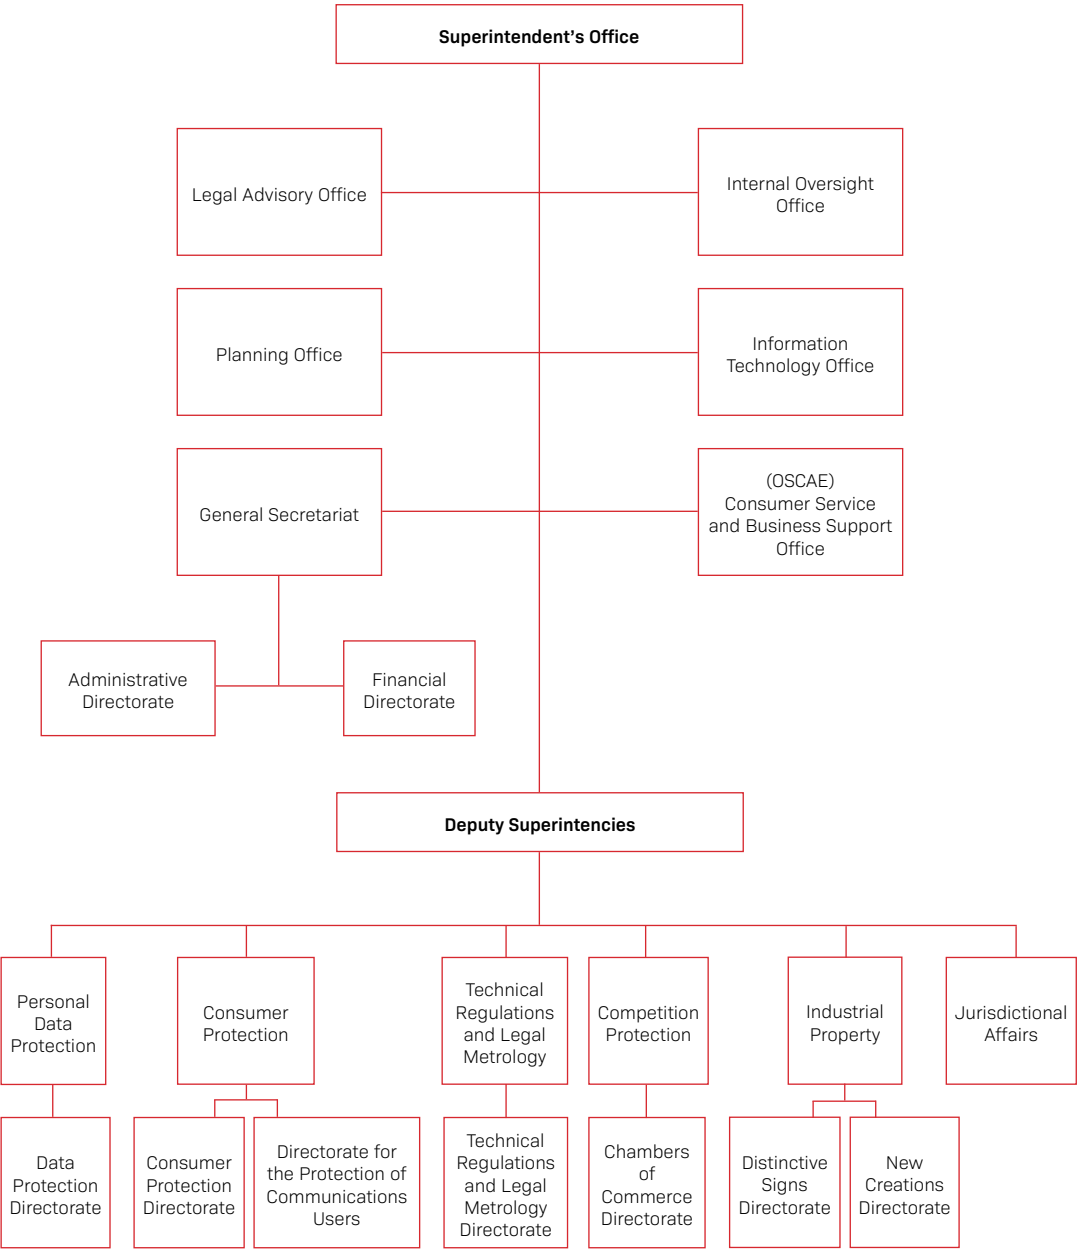 Superintendent's Office
Legal Advisory Office
Internal Oversight
Office
Planning Office
Information
Technology Office
General Secretariat
(OSCAE)
Consumer Service
and Business Support
Office
Administrative
Directorate
Financial
Directorate
Deputy Superintencies
Personal
Data
Protection
Consumer
Protection
Technical
Regulations
and Legal
Metrology
Competition
Protection
Industrial
Property
Jurisdictional
Affairs
Data
Protection
Directorate
Consumer
Protection
Directorate
Directorate for
the Protection of
Communications
Users
Technical
Regulations
and Legal
Metrology
Directorate
Chambers
of
Commerce
Directorate
Distinctive
Signs
Directorate
New
Creations
Directorate